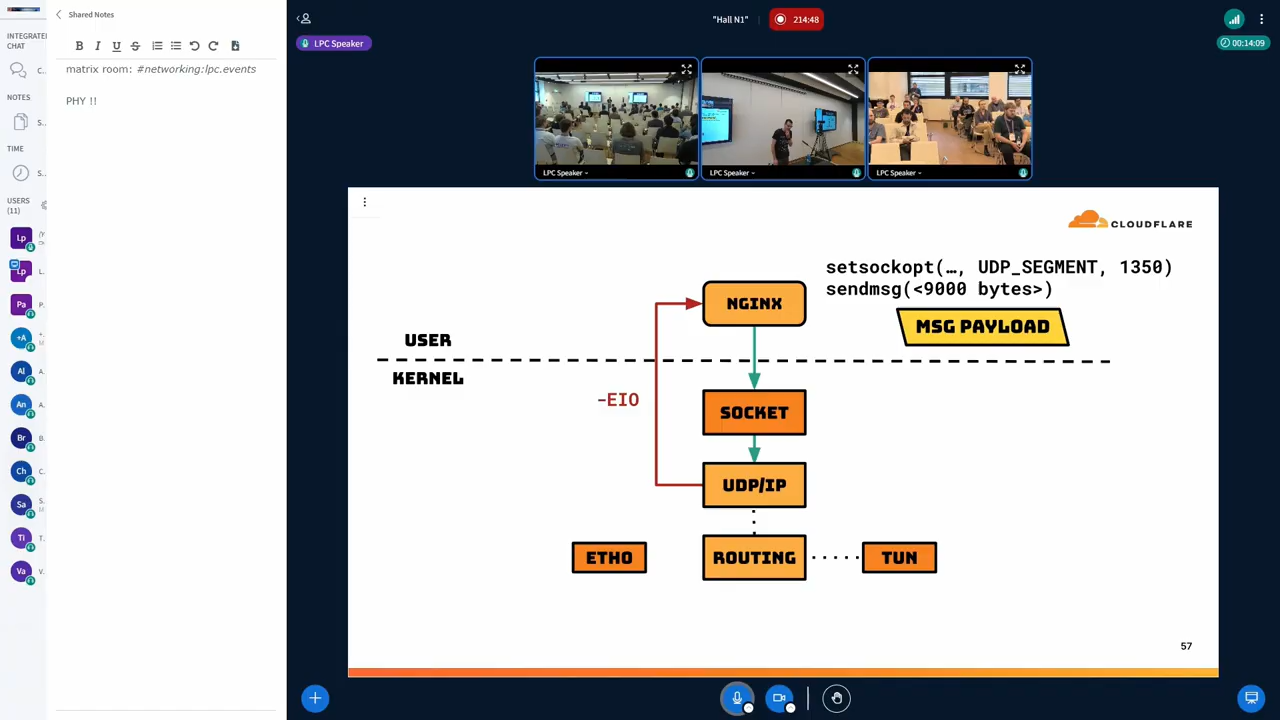 Shared Notes
"Hall N1"
214:48
00:14:09
LPC Speaker
INTEGRATE
CHAT
C...
NOTES
S...
TIME
S...
USERS
(11)
Lp
Lp
L...
Pa
+A
Al
A...
An
A...
Br
B...
Ch
C...
Sa
S...
Ti
T...
Va
V...
matrix room: #networking:lpc.events
PHY !!
LPC Speaker
LPC Speaker
LPC Speaker
CLOUDFLARE
setsockopt(…, UDP_SEGMENT, 1350)
sendmsg(<9000 bytes>)
NGINX
MSG PAYLOAD
USER
KERNEL
-EIO
SOCKET
UDP/IP
ETH0
ROUTING
TUN
57